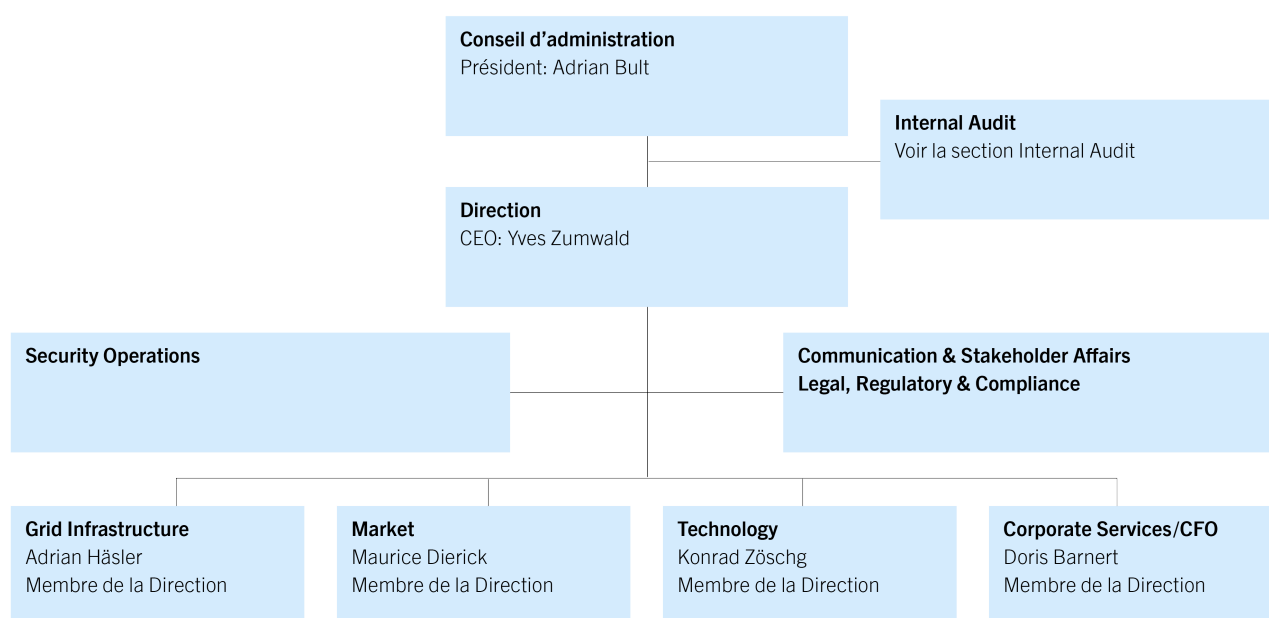 Conseil d’administration
Président: Adrian Bult
Internal Audit
Voir la section Internal Audit
Direction
CEO: Yves Zumwald
Security Operations
Communication & Stakeholder Affairs
Legal, Regulatory & Compliance
Grid Infrastructure
Adrian Häsler
Membre de la Direction
Market
Maurice Dierick
Membre de la Direction
Technology
Konrad Zöschg
Membre de la Direction
Corporate Services/CFO
Doris Barnert
Membre de la Direction